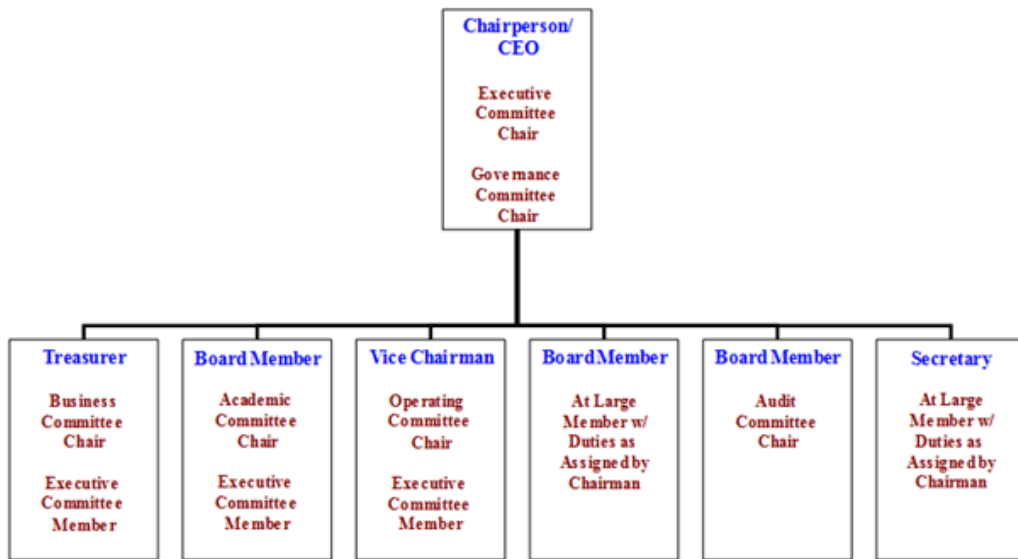 Chairperson/
CEO
Executive
Committee
Chair
Governance
Committee
Chair
Treasurer
Business
Committee
Chair
Executive
Committee
Member
Board Member
Academic
Committee
Chair
Executive
Committee
Member
Vice Chairman
Operating
Committee
Chair
Executive
Committee
Member
Board Member
At Large
Member w/
Duties as
Assigned by
Chairman
Board Member
Audit
Committee
Chair
Secretary
At Large
Member w/
Duties as
Assigned by
Chairman